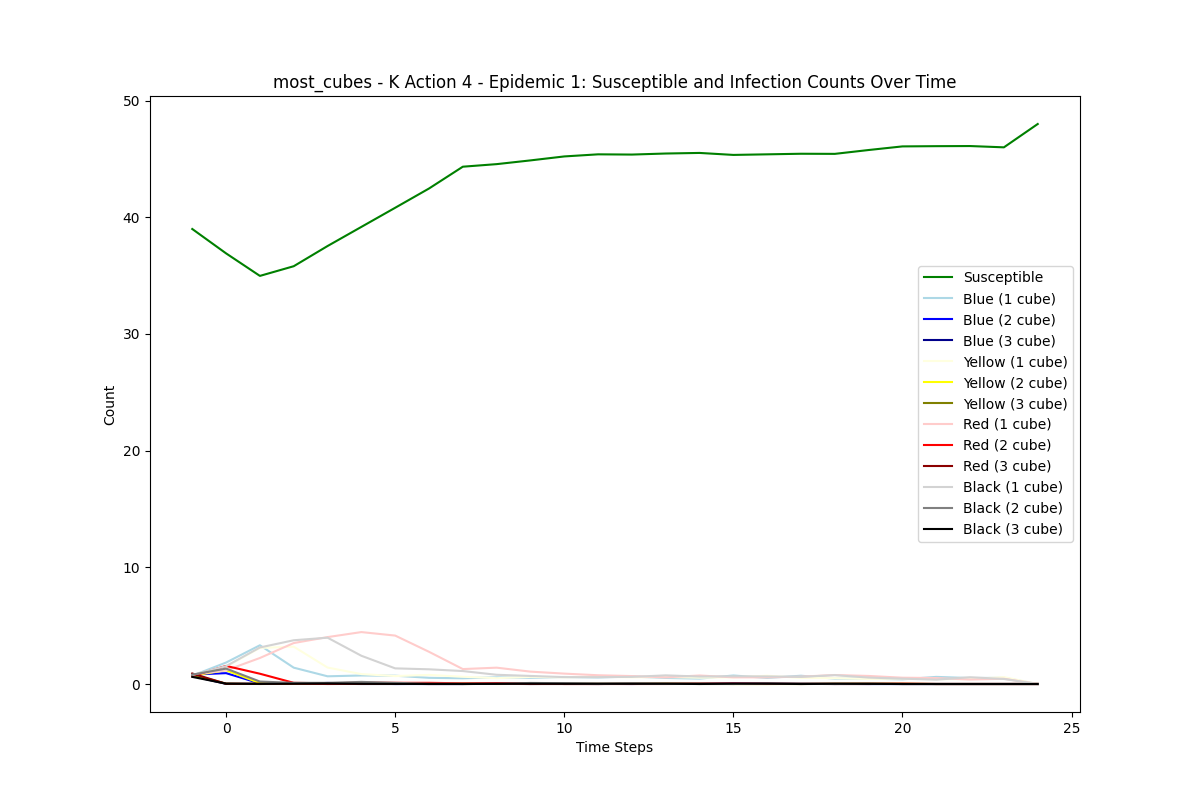 most_cubes - K Action 4 - Epidemic 1: Susceptible and Infection Counts Over Time
50
40
30
20
10
0
Count
Susceptible
Blue (1 cube)
Blue (2 cube)
Blue (3 cube)
Yellow (1 cube)
Yellow (2 cube)
Yellow (3 cube)
Red (1 cube)
Red (2 cube)
Red (3 cube)
Black (1 cube)
Black (2 cube)
Black (3 cube)
0 5 10 15 20 25
Time Steps